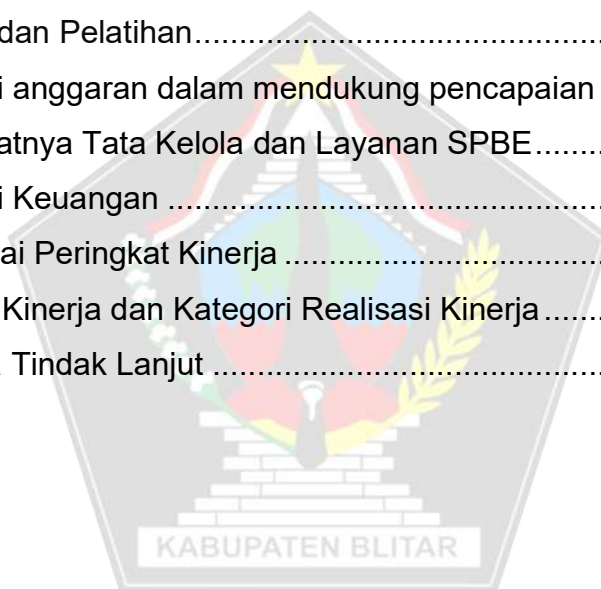 dan Pelatihan..............................................
i anggaran dalam mendukung pencapaian
atnya Tata Kelola dan Layanan SPBE........
i Keuangan ................................................
ai Peringkat Kinerja ...................................
Kinerja dan Kategori Realisasi Kinerja.......
Tindak Lanjut ...........................................
KABUPATEN BLITAR